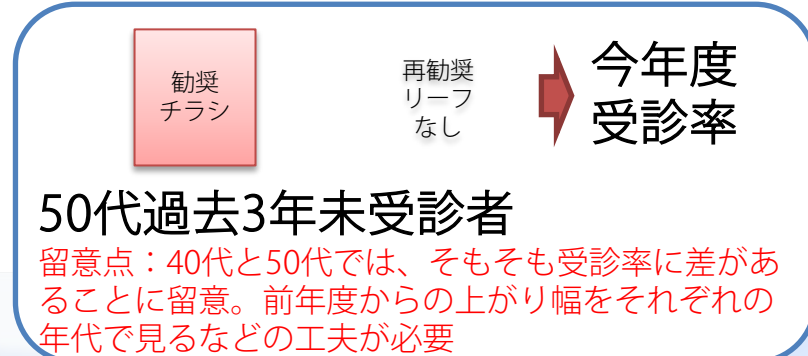 勧奨
チラシ
再勧奨
リーフ
なし
今年度
受診率
50代過去3年未受診者
留意点：40代と50代では、そもそも受診率に差があ
ることに留意。前年度からの上がり幅をそれぞれの
年代で見るなどの工夫が必要